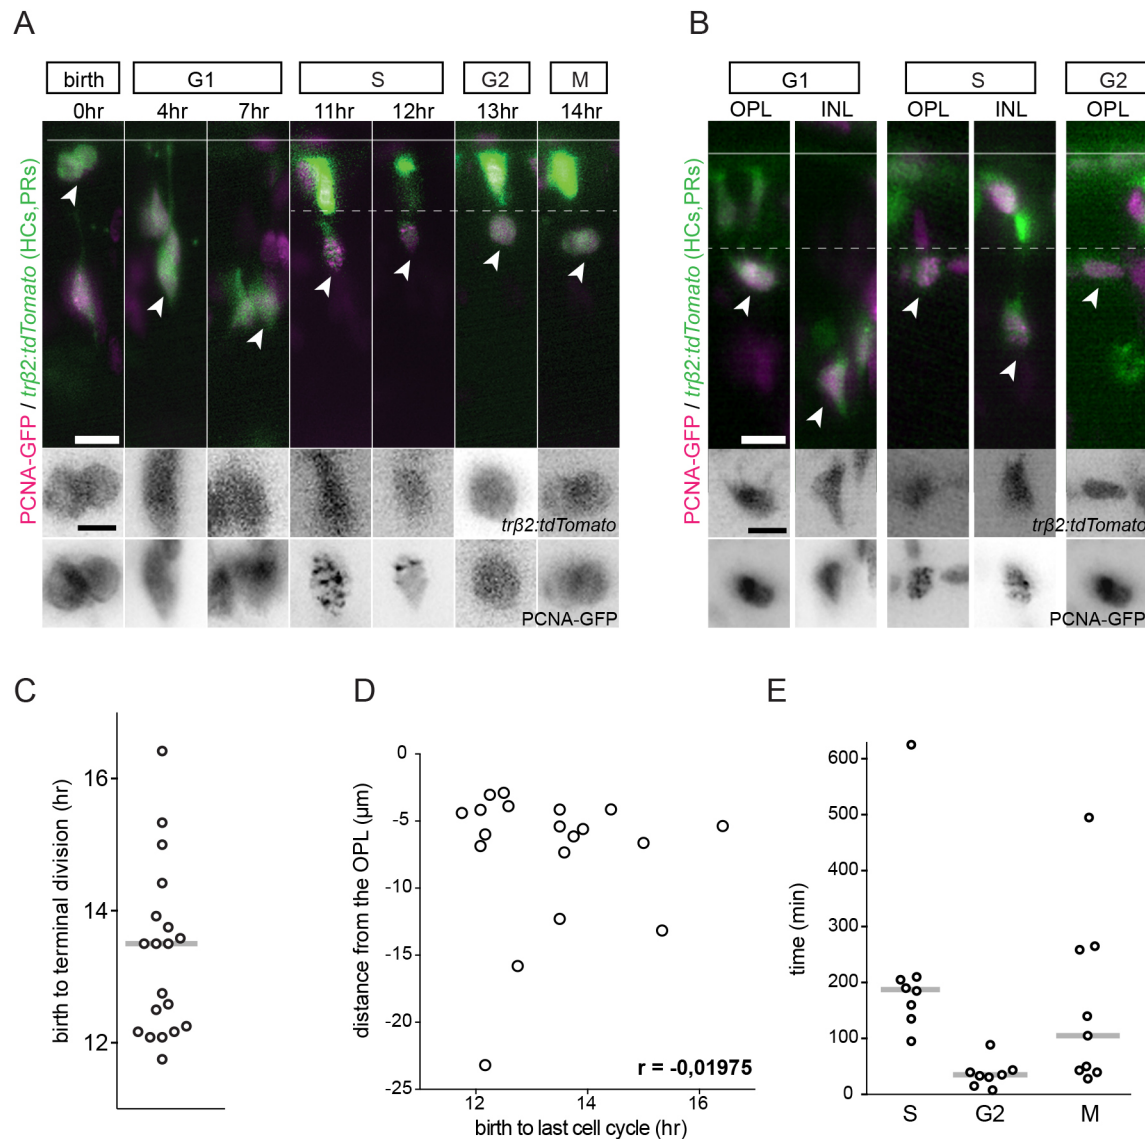 A
B
birth G1 S G2 M
0hr 4hr 7hr 11hr 12hr 13hr 14hr
G1 S G2
OPL INL OPL INL OPL
PCNA-GFP / trβ2:tdTomato (HCs,PRs)
trβ2:tdTomato
PCNA-GFP
PCNA-GFP / trβ2:tdTomato (HCs,PRs)
trβ2:tdTomato
PCNA-GFP
C
birth to terminal division (hr)
16
14
12
D
distance from the OPL (µm)
0
-5
-10
-15
-20
-25
r = -0,01975
12 14 16
birth to last cell cycle (hr)
E
time (min)
600
500
400
300
200
100
0
S G2 M